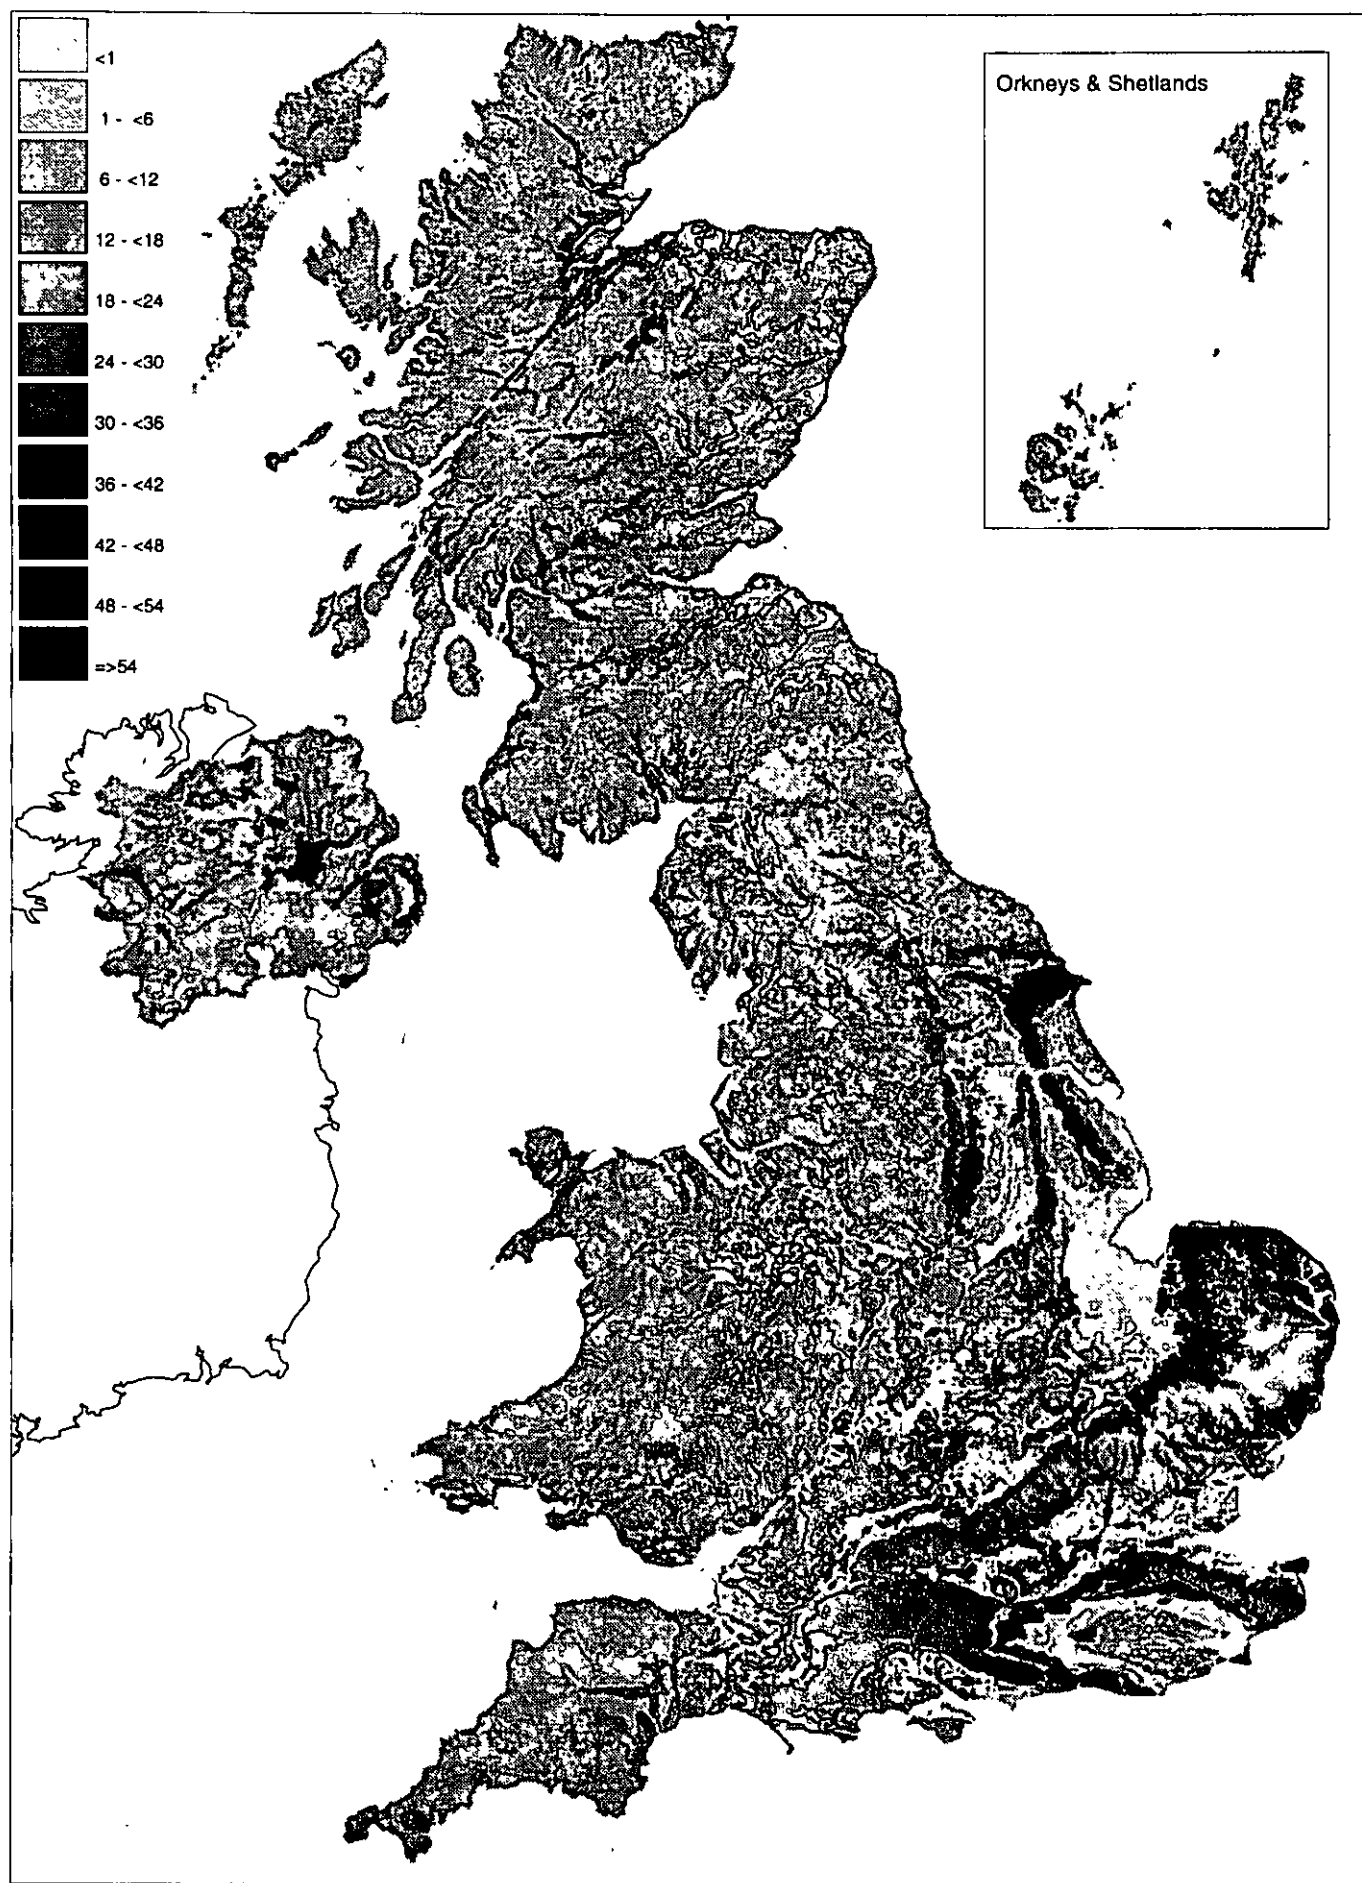 <1
1 - <6
6 - <12
12 - <18
18 - <24
24 - <30
30 - <36
36 - <42
42 - <48
48 - <54
=>54
Orkneys & Shetlands